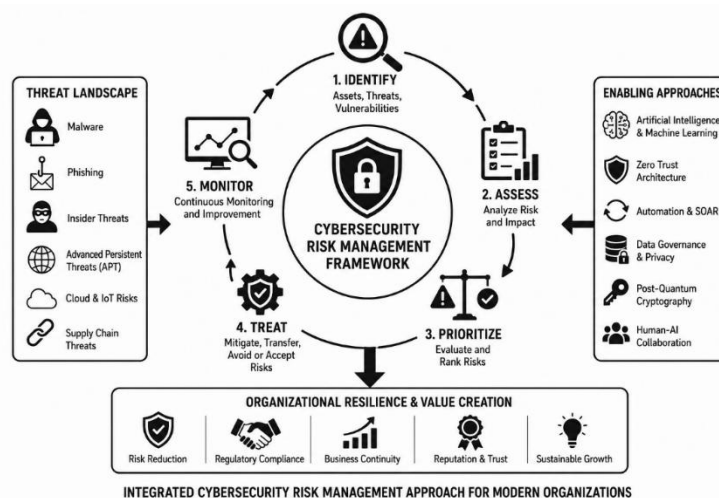 THREAT LANDSCAPE
Malware
Phishing
Insider Threats
Advanced Persistent
Threats (APT)
Cloud & IoT Risks
Supply Chain
Threats
1. IDENTIFY
Assets, Threats,
Vulnerabilities
2. ASSESS
Analyze Risk
and Impact
3. PRIORITIZE
Evaluate and
Rank Risks
4. TREAT
Mitigate, Transfer,
Avoid or Accept
Risks
5. MONITOR
Continuous Monitoring
and Improvement
CYBERSECURITY
RISK MANAGEMENT
FRAMEWORK
ENABLING APPROACHES
Artificial Intelligence
& Machine Learning
Zero Trust
Architecture
Automation & SOAR
Data Governance
& Privacy
Post-Quantum
Cryptography
Human-AI
Collaboration
ORGANIZATIONAL RESILIENCE & VALUE CREATION
Risk Reduction
Regulatory Compliance
Business Continuity
Reputation & Trust
Sustainable Growth
INTEGRATED CYBERSECURITY RISK MANAGEMENT APPROACH FOR MODERN ORGANIZATIONS